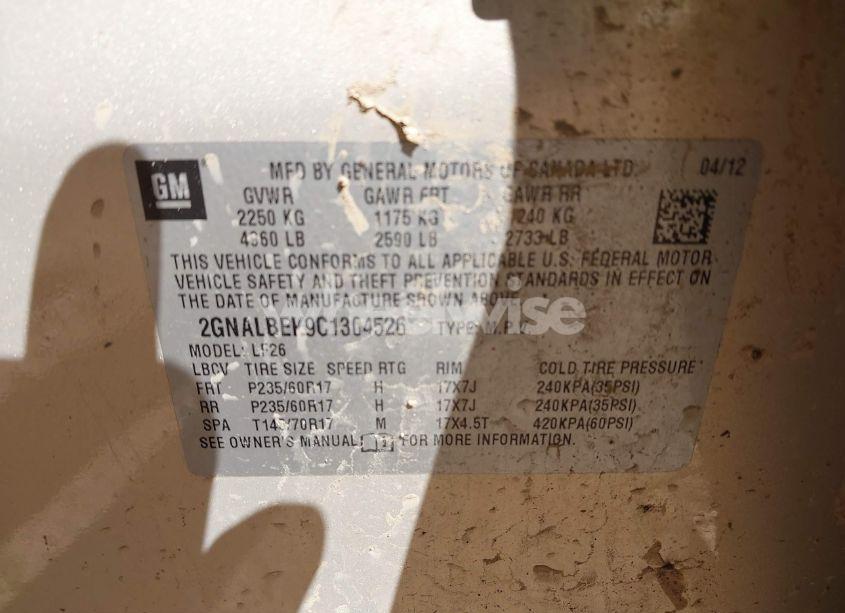 GM
MFD BY GENERAL MOTORS OF CANADA LTD 04/12
GVWR GAWR FRT GAWR RR
2250 KG 1175 KG 1240 KG
4960 LB 2590 LB 2733 LB
THIS VEHICLE CONFORMS TO ALL APPLICABLE U.S. FEDERAL MOTOR
VEHICLE SAFETY AND THEFT PREVENTION STANDARDS IN EFFECT ON
THE DATE OF MANUFACTURE SHOWN ABOVE
2GNALBEK9C1304526 TYPE: M.P.V.
MODEL: LF26
LBCV TIRE SIZE SPEED RTG RIM COLD TIRE PRESSURE
FRT P235/60R17 H 17X7J 240KPA(35PSI)
RR P235/60R17 H 17X7J 240KPA(35PSI)
SPA T145/70R17 M 17X4.5T 420KPA(60PSI)
SEE OWNER'S MANUAL FOR MORE INFORMATION.